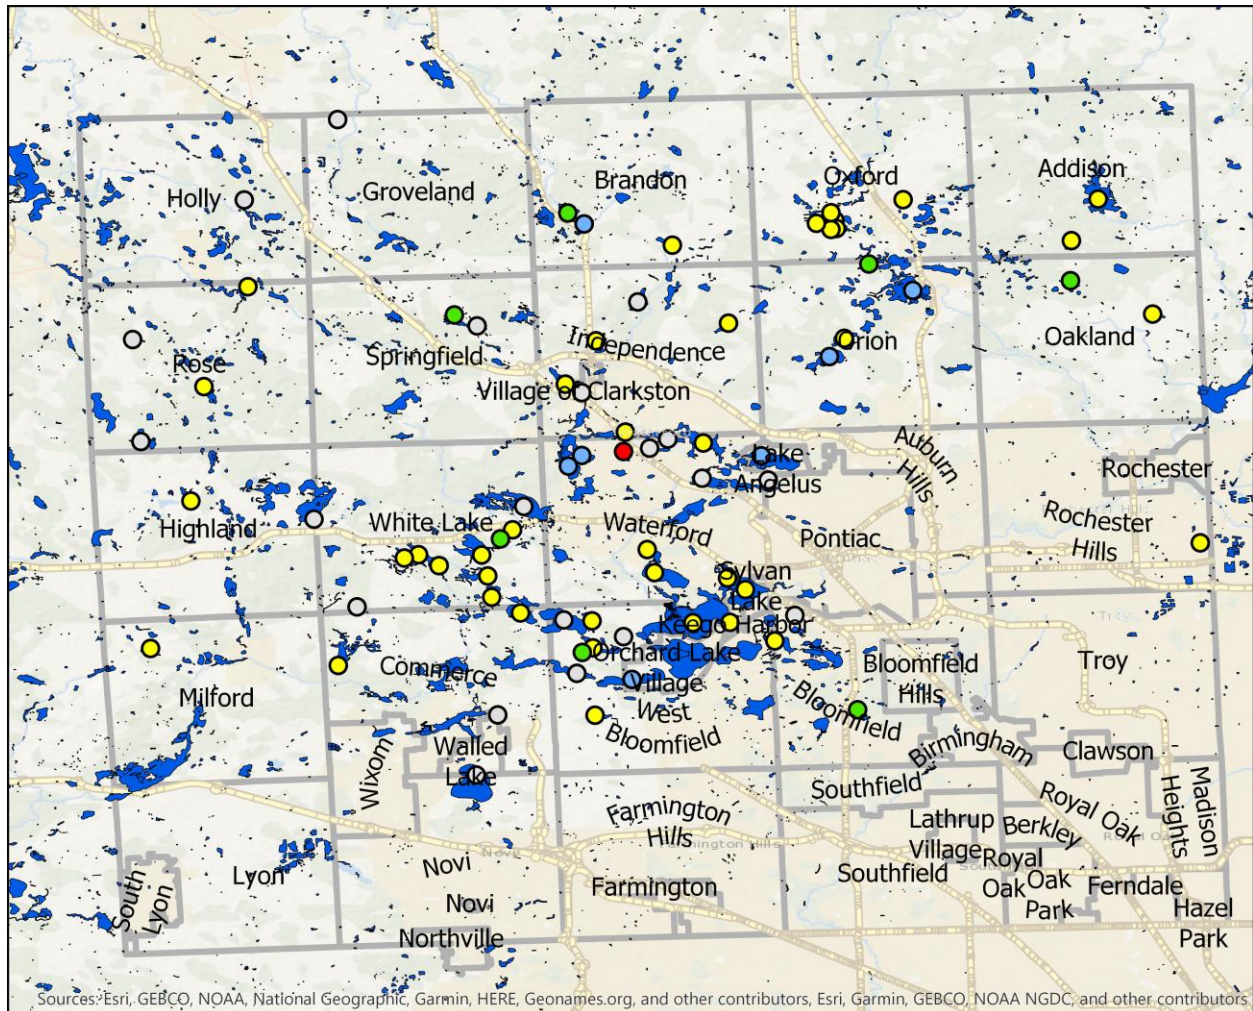 Addison
Oxford
Brandon
Groveland
Holly
Oakland
Orion
Independence
Springfield
Rose
Village of Clarkston
Auburn
Hills
Lake
Angelus
Rochester
Rochester
Hills
White Lake
Highland
Waterford
Pontiac
Sylvan
Lake
Keego Harbor
Orchard Lake
Village
Commerce
Milford
West
Bloomfield
Bloomfield
Bloomfield
Hills
Troy
Birmingham
Clawson
Walled
Lake
Wixom
Southfield
Farmington
Hills
Royal Oak
Madison
Heights
Lathrup
Village
Berkley
Novi
Novi
Lyon
South
Lyon
Farmington
Southfield
Royal
Oak
Oak
Park
Ferndale
Hazel
Park
Novi
Northville
Sources: Esri, GEBCO, NOAA, National Geographic, Garmin, HERE, Geonames.org, and other contributors, Esri, Garmin, GEBCO, NOAA NGDC, and other contributors